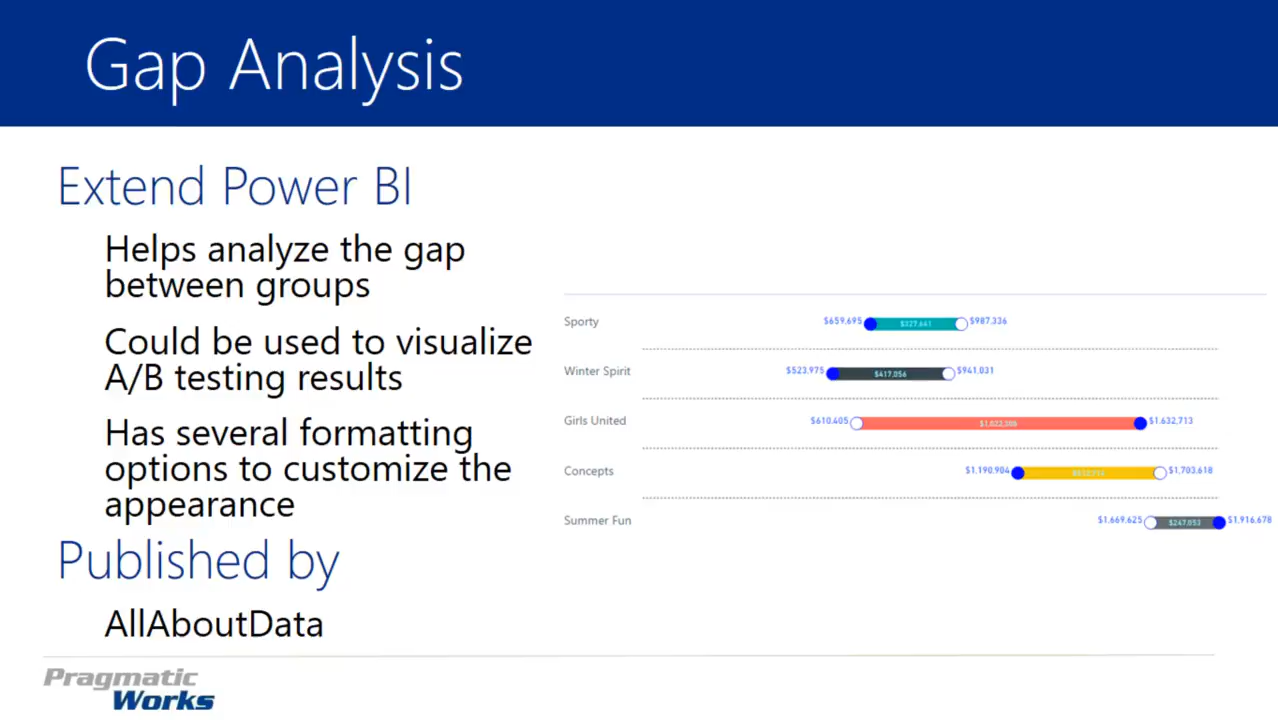 Gap Analysis
Extend Power BI
Helps analyze the gap
between groups
Could be used to visualize
A/B testing results
Has several formatting
options to customize the
appearance
Published by
AllAboutData
Sporty $659,695 $327,641 $987,336
Winter Spirit $523,975 $417,056 $941,031
Girls United $610,405 $1,632,713
Concepts $1,190,904 $1,703,618
Summer Fun $1,669,625 $247,053 $1,916,678
Pragmatic
Works